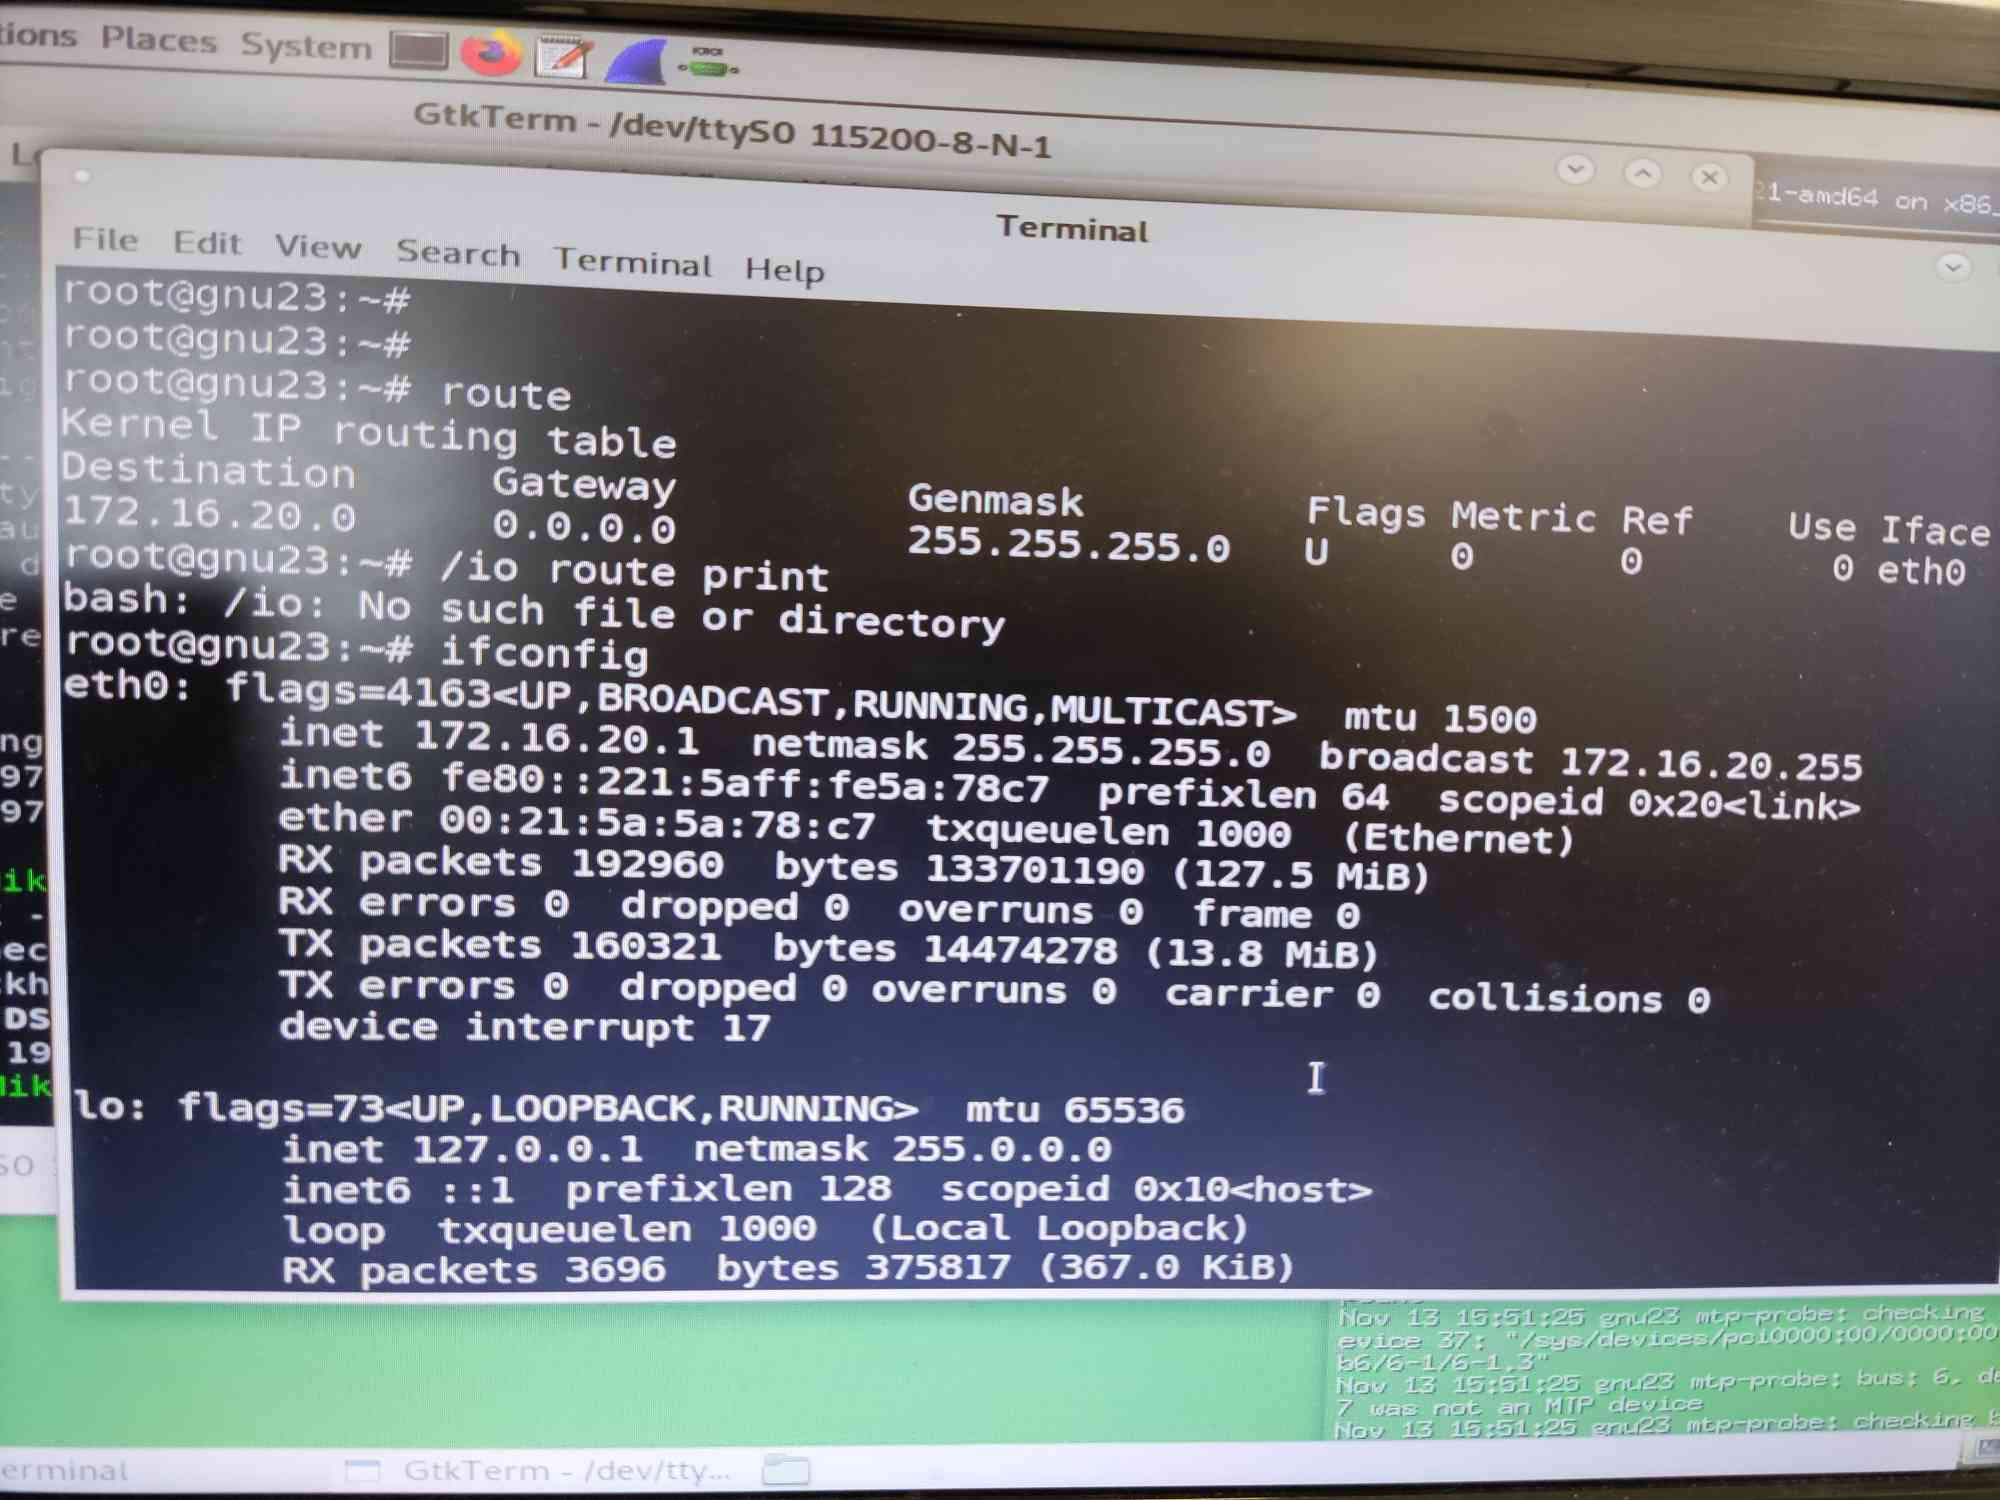 tions Places System
GtkTerm - /dev/ttyS0 115200-8-N-1
21-amd64 on x86_
Terminal
File Edit View Search Terminal Help
root@gnu23:~#
root@gnu23:~#
root@gnu23:~# route
Kernel IP routing table
Destination Gateway Genmask Flags Metric Ref Use Iface
172.16.20.0 0.0.0.0 255.255.255.0 U 0 0 0 eth0
root@gnu23:~# /io route print
bash: /io: No such file or directory
root@gnu23:~# ifconfig
eth0: flags=4163<UP,BROADCAST,RUNNING,MULTICAST> mtu 1500
inet 172.16.20.1 netmask 255.255.255.0 broadcast 172.16.20.255
inet6 fe80::221:5aff:fe5a:78c7 prefixlen 64 scopeid 0x20<link>
ether 00:21:5a:5a:78:c7 txqueuelen 1000 (Ethernet)
RX packets 192960 bytes 133701190 (127.5 MiB)
RX errors 0 dropped 0 overruns 0 frame 0
TX packets 160321 bytes 14474278 (13.8 MiB)
TX errors 0 dropped 0 overruns 0 carrier 0 collisions 0
device interrupt 17
lo: flags=73<UP,LOOPBACK,RUNNING> mtu 65536
inet 127.0.0.1 netmask 255.0.0.0
inet6 ::1 prefixlen 128 scopeid 0x10<host>
loop txqueuelen 1000 (Local Loopback)
RX packets 3696 bytes 375817 (367.0 KiB)
Nov 13 15:51:25 gnu23 mtp-probe: checking
evice 37: "/sys/devices/pci0000:00/0000:00
b6/6-1/6-1.3"
Nov 13 15:51:25 gnu23 mtp-probe: bus: 6, de
7 was not an MTP device
Nov 13 15:51:25 gnu23 mtp-probe: checking b
erminal
GtkTerm - /dev/tty...